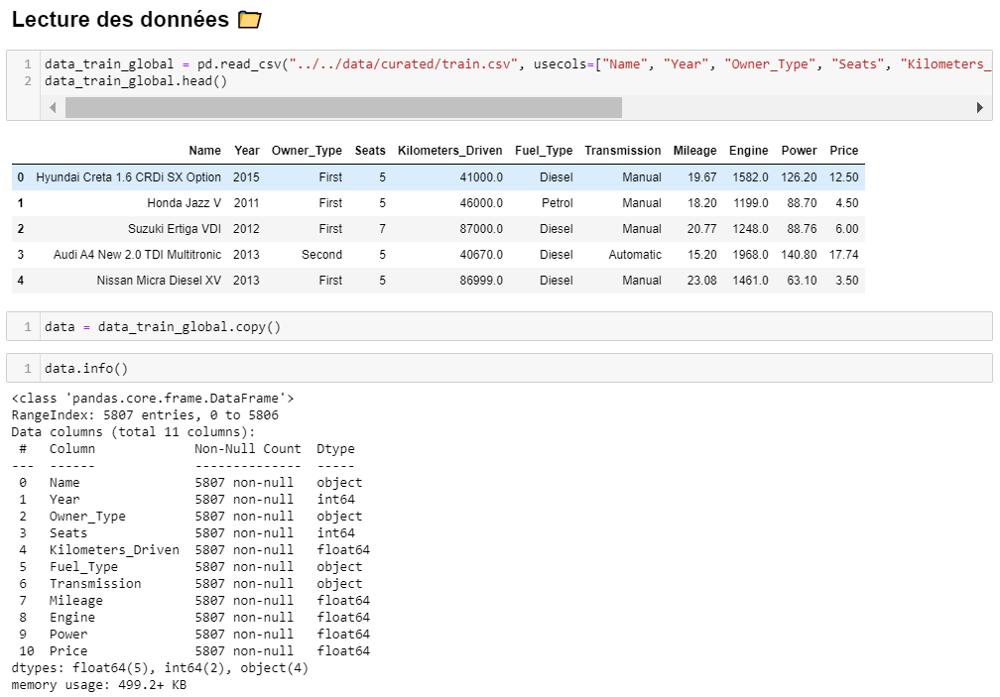 Lecture des données
1 data_train_global = pd.read_csv("../../data/curated/train.csv", usecols=["Name", "Year", "Owner_Type", "Seats", "Kilometers_
2 data_train_global.head()
Name Year Owner_Type Seats Kilometers_Driven Fuel_Type Transmission Mileage Engine Power Price
0 Hyundai Creta 1.6 CRDi SX Option 2015 First 5 41000.0 Diesel Manual 19.67 1582.0 126.20 12.50
1 Honda Jazz V 2011 First 5 46000.0 Petrol Manual 18.20 1199.0 88.70 4.50
2 Suzuki Ertiga VDI 2012 First 7 87000.0 Diesel Manual 20.77 1248.0 88.76 6.00
3 Audi A4 New 2.0 TDI Multitronic 2013 Second 5 40670.0 Diesel Automatic 15.20 1968.0 140.80 17.74
4 Nissan Micra Diesel XV 2013 First 5 86999.0 Diesel Manual 23.08 1461.0 63.10 3.50
1 data = data_train_global.copy()
1 data.info()
<class 'pandas.core.frame.DataFrame'>
RangeIndex: 5807 entries, 0 to 5806
Data columns (total 11 columns):
# Column Non-Null Count Dtype
--- ------ -------------- -----
0 Name 5807 non-null object
1 Year 5807 non-null int64
2 Owner_Type 5807 non-null object
3 Seats 5807 non-null int64
4 Kilometers_Driven 5807 non-null float64
5 Fuel_Type 5807 non-null object
6 Transmission 5807 non-null object
7 Mileage 5807 non-null float64
8 Engine 5807 non-null float64
9 Power 5807 non-null float64
10 Price 5807 non-null float64
dtypes: float64(5), int64(2), object(4)
memory usage: 499.2+ KB